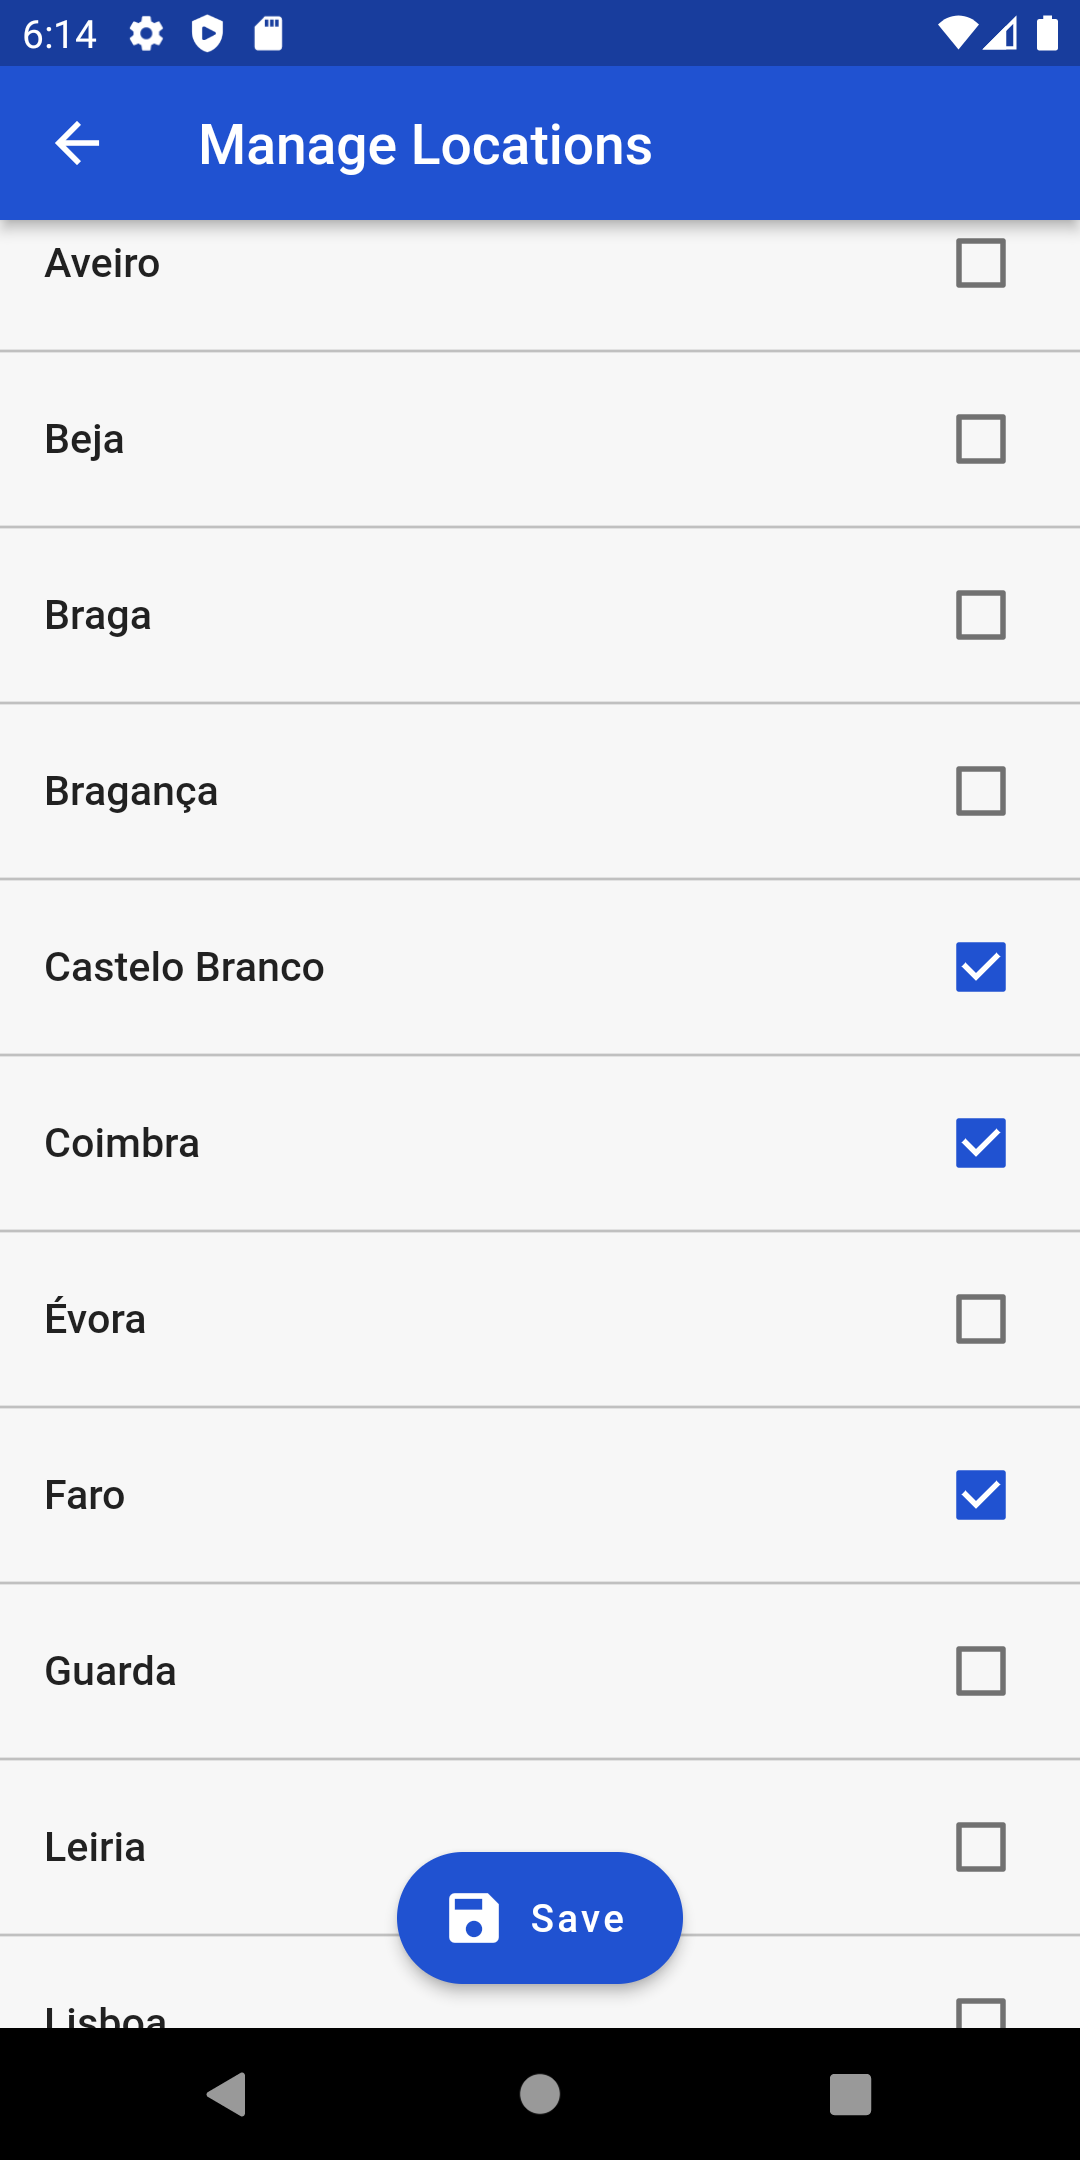 6:14
Manage Locations
Aveiro
Beja
Braga
Bragança
Castelo Branco
Coimbra
Évora
Faro
Guarda
Leiria
Save
Lisboa